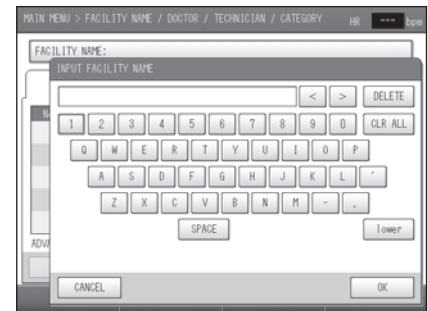 MAIN MENU > FACILITY NAME / DOCTOR / TECHNICIAN / CATEGORY HR --- bpm
FACILITY NAME:
INPUT FACILITY NAME
< > DELETE
1 2 3 4 5 6 7 8 9 0 CLR ALL
Q W E R T Y U I O P
A S D F G H J K L ´
Z X C V B N M - .
SPACE lower
ADVA
CANCEL OK